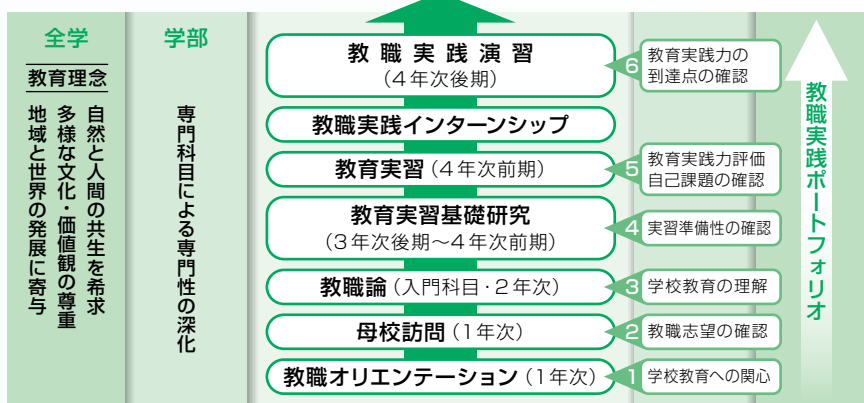 全学
教育理念
自然と人間の共生を希求
多様な文化・価値観の尊重
地域と世界の発展に寄与
学部
専門科目による専門性の深化
教職実践演習
(4年次後期)
6
教育実践力の
到達点の確認
教職実践インターンシップ
教育実習(4年次前期)
5
教育実践力評価
自己課題の確認
教育実習基礎研究
(3年次後期〜4年次前期)
4
実習準備性の確認
教職論(入門科目・2年次)
3
学校教育の理解
母校訪問(1年次)
2
教職志望の確認
教職オリエンテーション(1年次)
1
学校教育への関心
教職実践ポートフォリオ